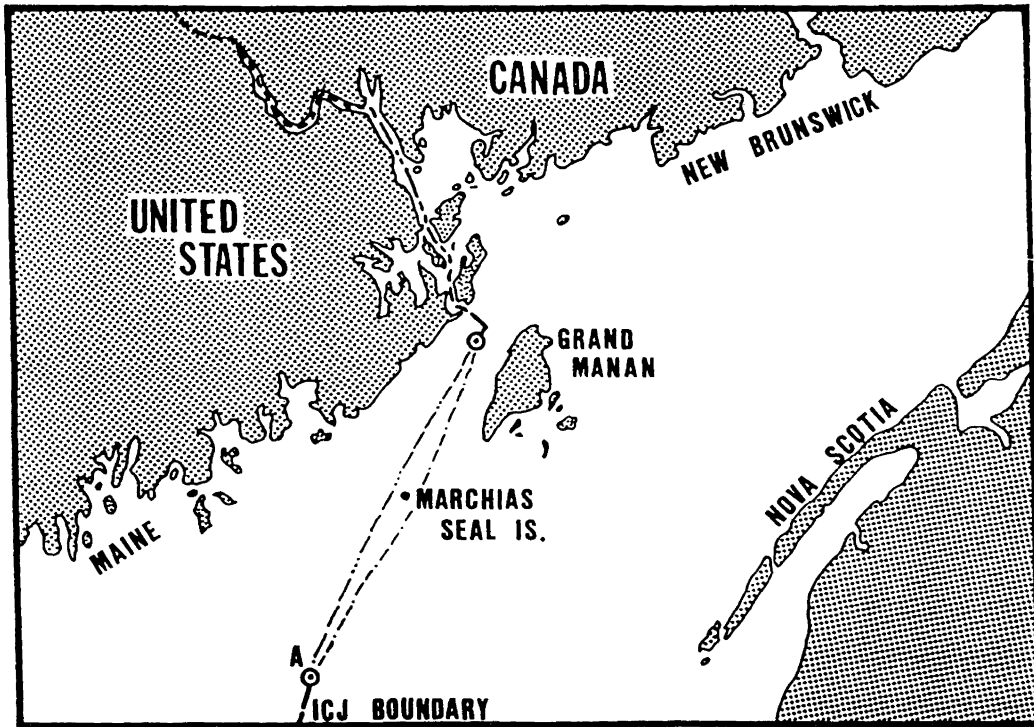 CANADA
NEW BRUNSWICK
UNITED
STATES
GRAND
MANAN
NOVA SCOTIA
MARCHIAS
SEAL IS.
MAINE
A
ICJ BOUNDARY